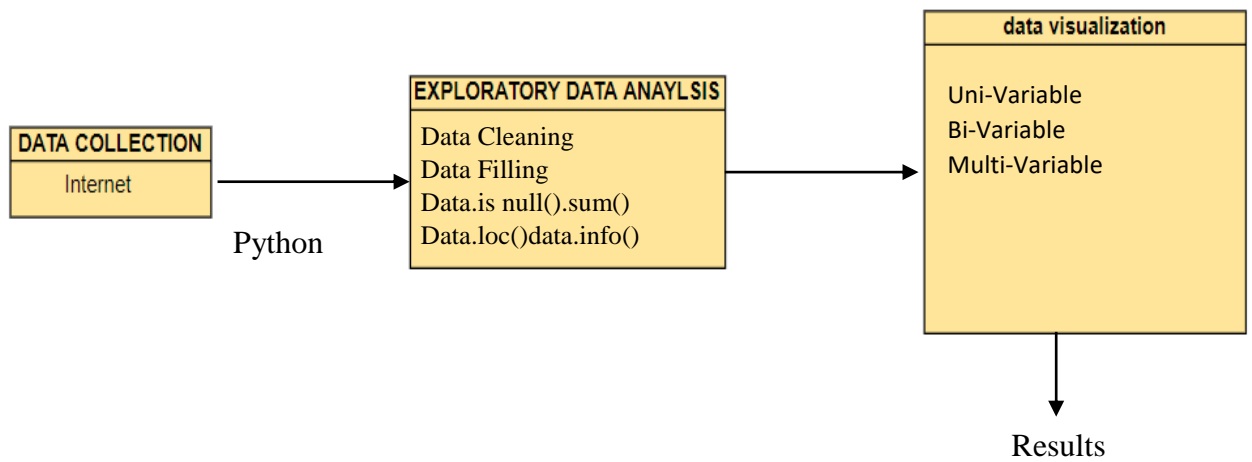 DATA COLLECTION
Internet
Python
EXPLORATORY DATA ANAYLSIS
Data Cleaning
Data Filling
Data.is null().sum()
Data.loc()data.info()
data visualization
Uni-Variable
Bi-Variable
Multi-Variable
Results